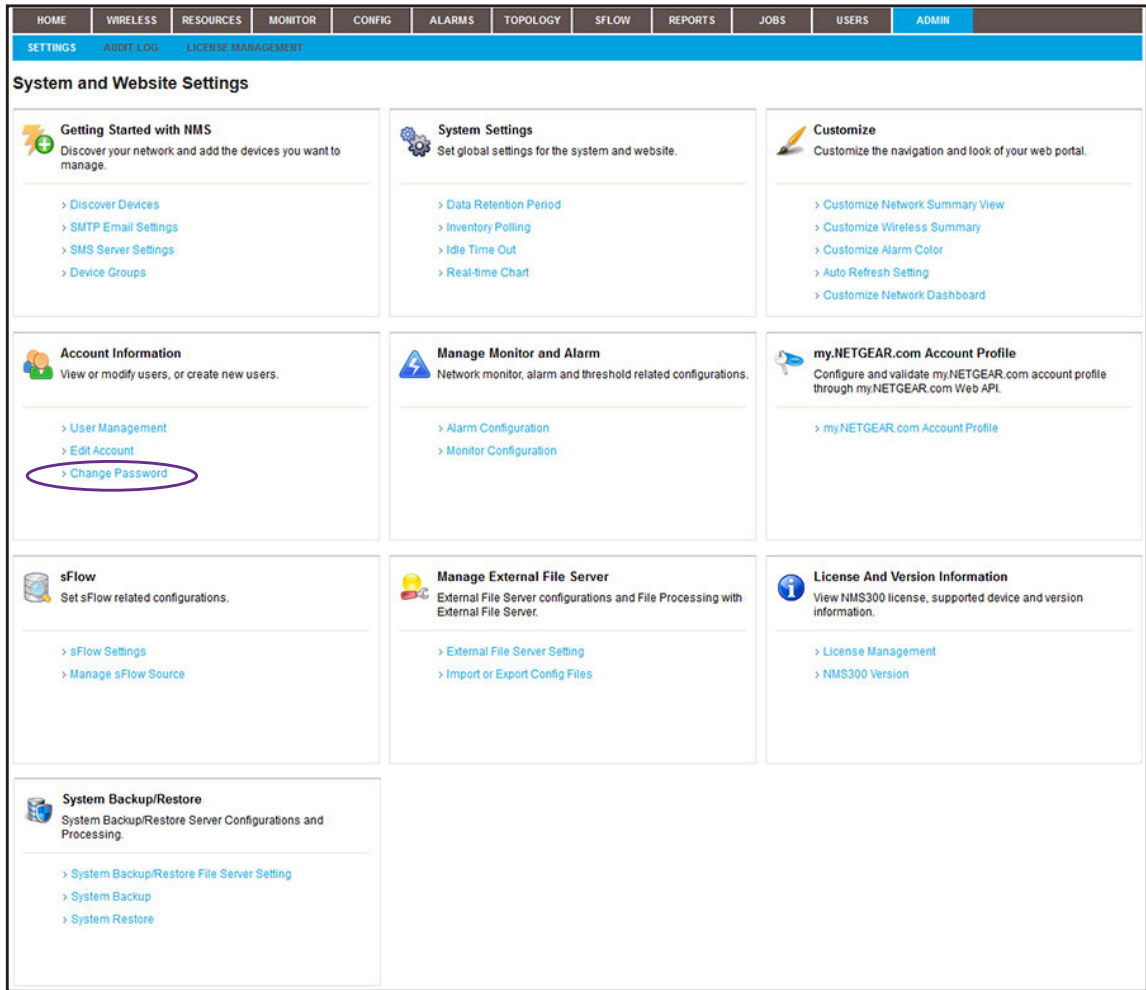 HOME WIRELESS RESOURCES MONITOR CONFIG ALARMS TOPOLOGY SFLOW REPORTS JOBS USERS ADMIN
SETTINGS AUDIT LOG LICENSE MANAGEMENT
System and Website Settings
Getting Started with NMS
Discover your network and add the devices you want to
manage.
> Discover Devices
> SMTP Email Settings
> SMS Server Settings
> Device Groups
System Settings
Set global settings for the system and website.
> Data Retention Period
> Inventory Polling
> Idle Time Out
> Real-time Chart
Customize
Customize the navigation and look of your web portal.
> Customize Network Summary View
> Customize Wireless Summary
> Customize Alarm Color
> Auto Refresh Setting
> Customize Network Dashboard
Account Information
View or modify users, or create new users.
> User Management
> Edit Account
> Change Password
Manage Monitor and Alarm
Network monitor, alarm and threshold related configurations.
> Alarm Configuration
> Monitor Configuration
my.NETGEAR.com Account Profile
Configure and validate my.NETGEAR.com account profile
through my.NETGEAR.com Web API.
> my.NETGEAR.com Account Profile
sFlow
Set sFlow related configurations.
> sFlow Settings
> Manage sFlow Source
Manage External File Server
External File Server configurations and File Processing with
External File Server.
> External File Server Setting
> Import or Export Config Files
License And Version Information
View NMS300 license, supported device and version
information.
> License Management
> NMS300 Version
System Backup/Restore
System Backup/Restore Server Configurations and
Processing.
> System Backup/Restore File Server Setting
> System Backup
> System Restore